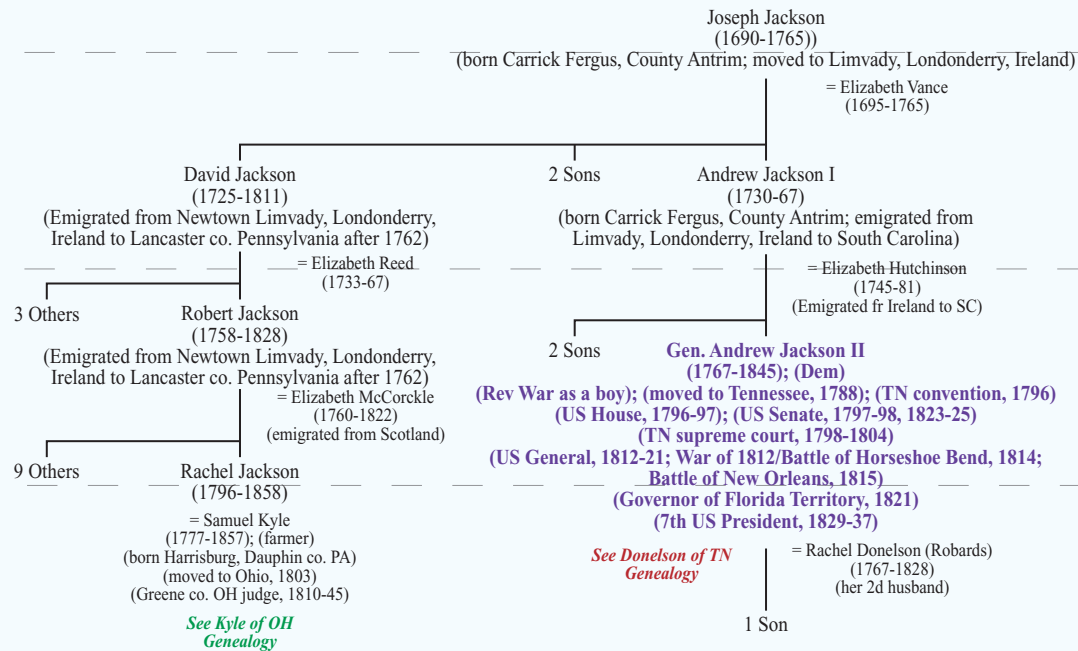 Joseph Jackson
(1690-1765))
(born Carrick Fergus, County Antrim; moved to Limvady, Londonderry, Ireland)
= Elizabeth Vance
(1695-1765)
David Jackson
(1725-1811)
(Emigrated from Newtown Limvady, Londonderry,
Ireland to Lancaster co. Pennsylvania after 1762)
2 Sons
Andrew Jackson I
(1730-67)
(born Carrick Fergus, County Antrim; emigrated from
Limvady, Londonderry, Ireland to South Carolina)
= Elizabeth Reed
(1733-67)
= Elizabeth Hutchinson
(1745-81)
(Emigrated fr Ireland to SC)
3 Others
Robert Jackson
(1758-1828)
(Emigrated from Newtown Limvady, Londonderry,
Ireland to Lancaster co. Pennsylvania after 1762)
2 Sons
Gen. Andrew Jackson II
(1767-1845); (Dem)
(Rev War as a boy); (moved to Tennessee, 1788); (TN convention, 1796)
(US House, 1796-97); (US Senate, 1797-98, 1823-25)
(TN supreme court, 1798-1804)
(US General, 1812-21; War of 1812/Battle of Horseshoe Bend, 1814;
Battle of New Orleans, 1815)
(Governor of Florida Territory, 1821)
(7th US President, 1829-37)
= Elizabeth McCorckle
(1760-1822)
(emigrated from Scotland)
9 Others
Rachel Jackson
(1796-1858)
= Samuel Kyle
(1777-1857); (farmer)
(born Harrisburg, Dauphin co. PA)
(moved to Ohio, 1803)
(Greene co. OH judge, 1810-45)
See Kyle of OH
Genealogy
See Donelson of TN
Genealogy
= Rachel Donelson (Robards)
(1767-1828)
(her 2d husband)
1 Son